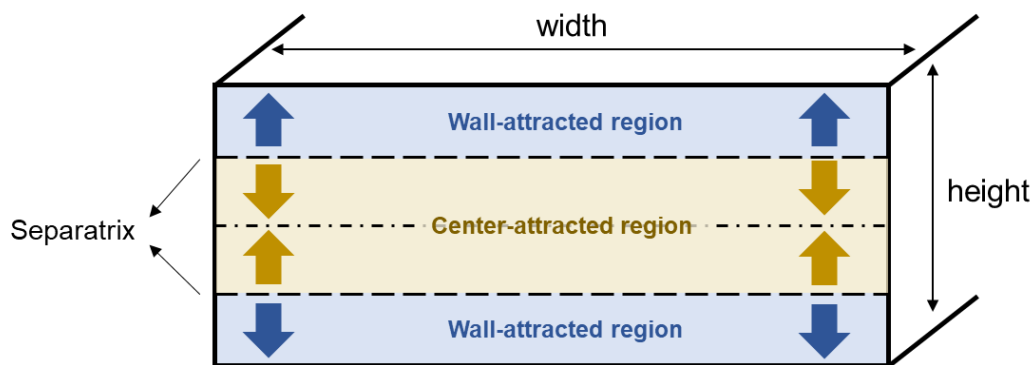 width
Wall-attracted region
height
Center-attracted region
Separatrix
Wall-attracted region